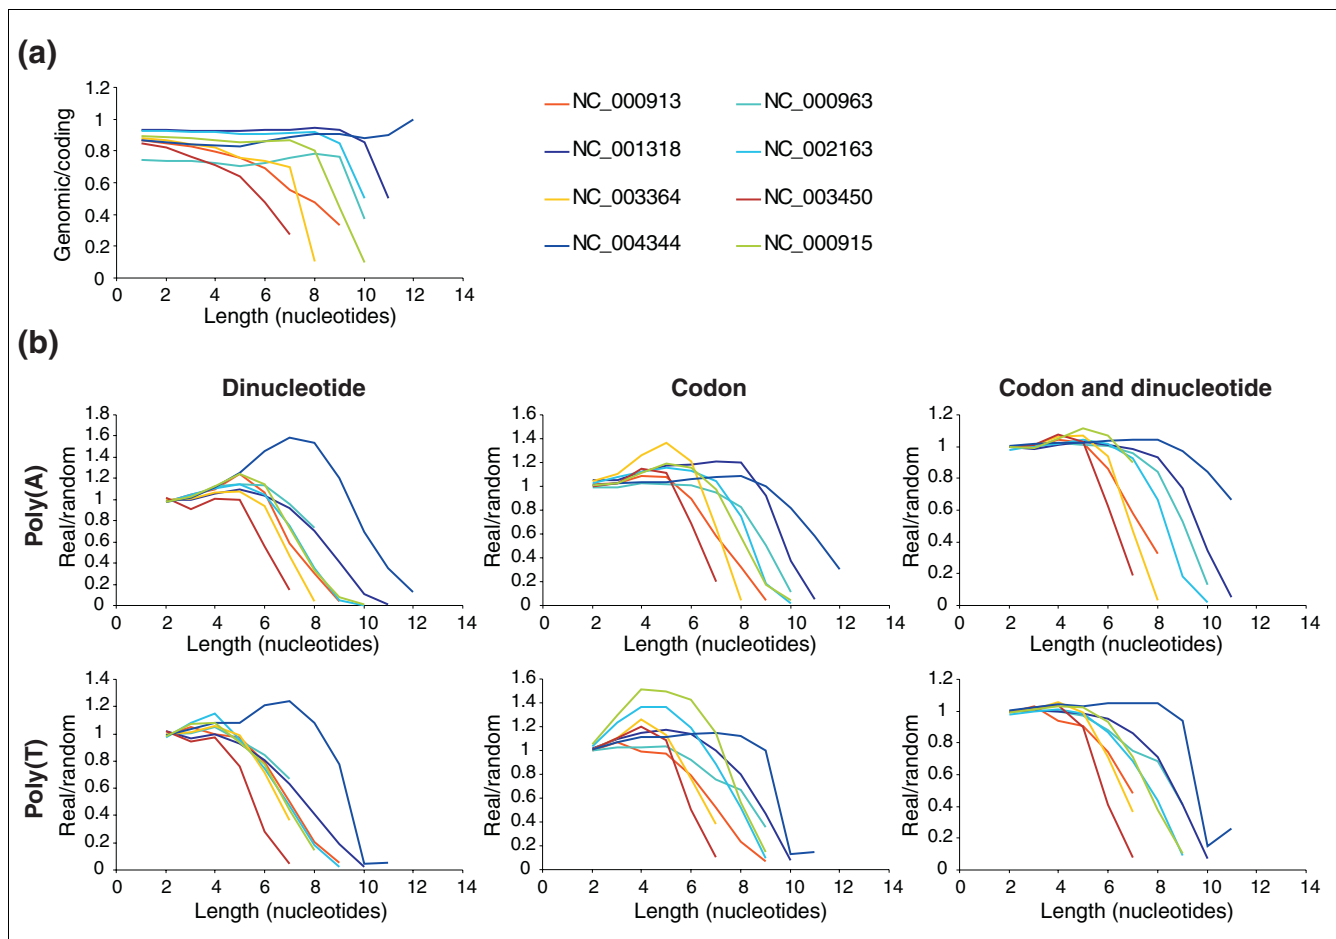 (a)
Genomic/coding
1.2
1
0.8
0.6
0.4
0.2
0
0 2 4 6 8 10 12 14
Length (nucleotides)
NC_000913 NC_000963
NC_001318 NC_002163
NC_003364 NC_003450
NC_004344 NC_000915
(b)
Dinucleotide Codon Codon and dinucleotide
Poly(A)
Real/random
1.8
1.6
1.4
1.2
1
0.8
0.6
0.4
0.2
0
0 2 4 6 8 10 12 14
Length (nucleotides)
Real/random
1.6
1.4
1.2
1
0.8
0.6
0.4
0.2
0
0 2 4 6 8 10 12 14
Length (nucleotides)
Real/random
1.2
1
0.8
0.6
0.4
0.2
0
0 2 4 6 8 10 12 14
Length (nucleotides)
Poly(T)
Real/random
1.4
1.2
1
0.8
0.6
0.4
0.2
0
0 2 4 6 8 10 12 14
Length (nucleotides)
Real/random
1.6
1.4
1.2
1
0.8
0.6
0.4
0.2
0
0 2 4 6 8 10 12 14
Length (nucleotides)
Real/random
1.2
1
0.8
0.6
0.4
0.2
0
0 2 4 6 8 10 12 14
Length (nucleotides)